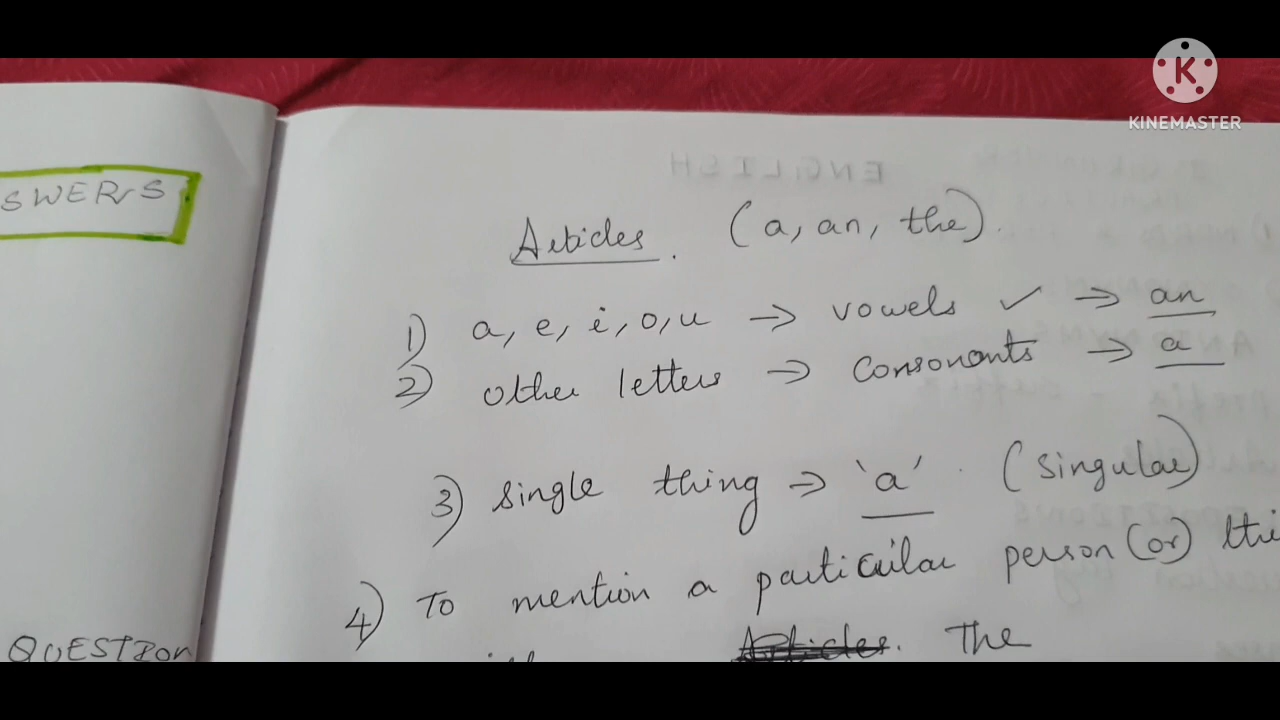 KINEMASTER
SWERS
Articles. (a, an, the).
1) a, e, i, o, u → vowels ✓ → an
2) other letters → consonants → a
3) single thing → 'a'. (singular)
4) To mention a particular person (or) thi
The
QUESTION